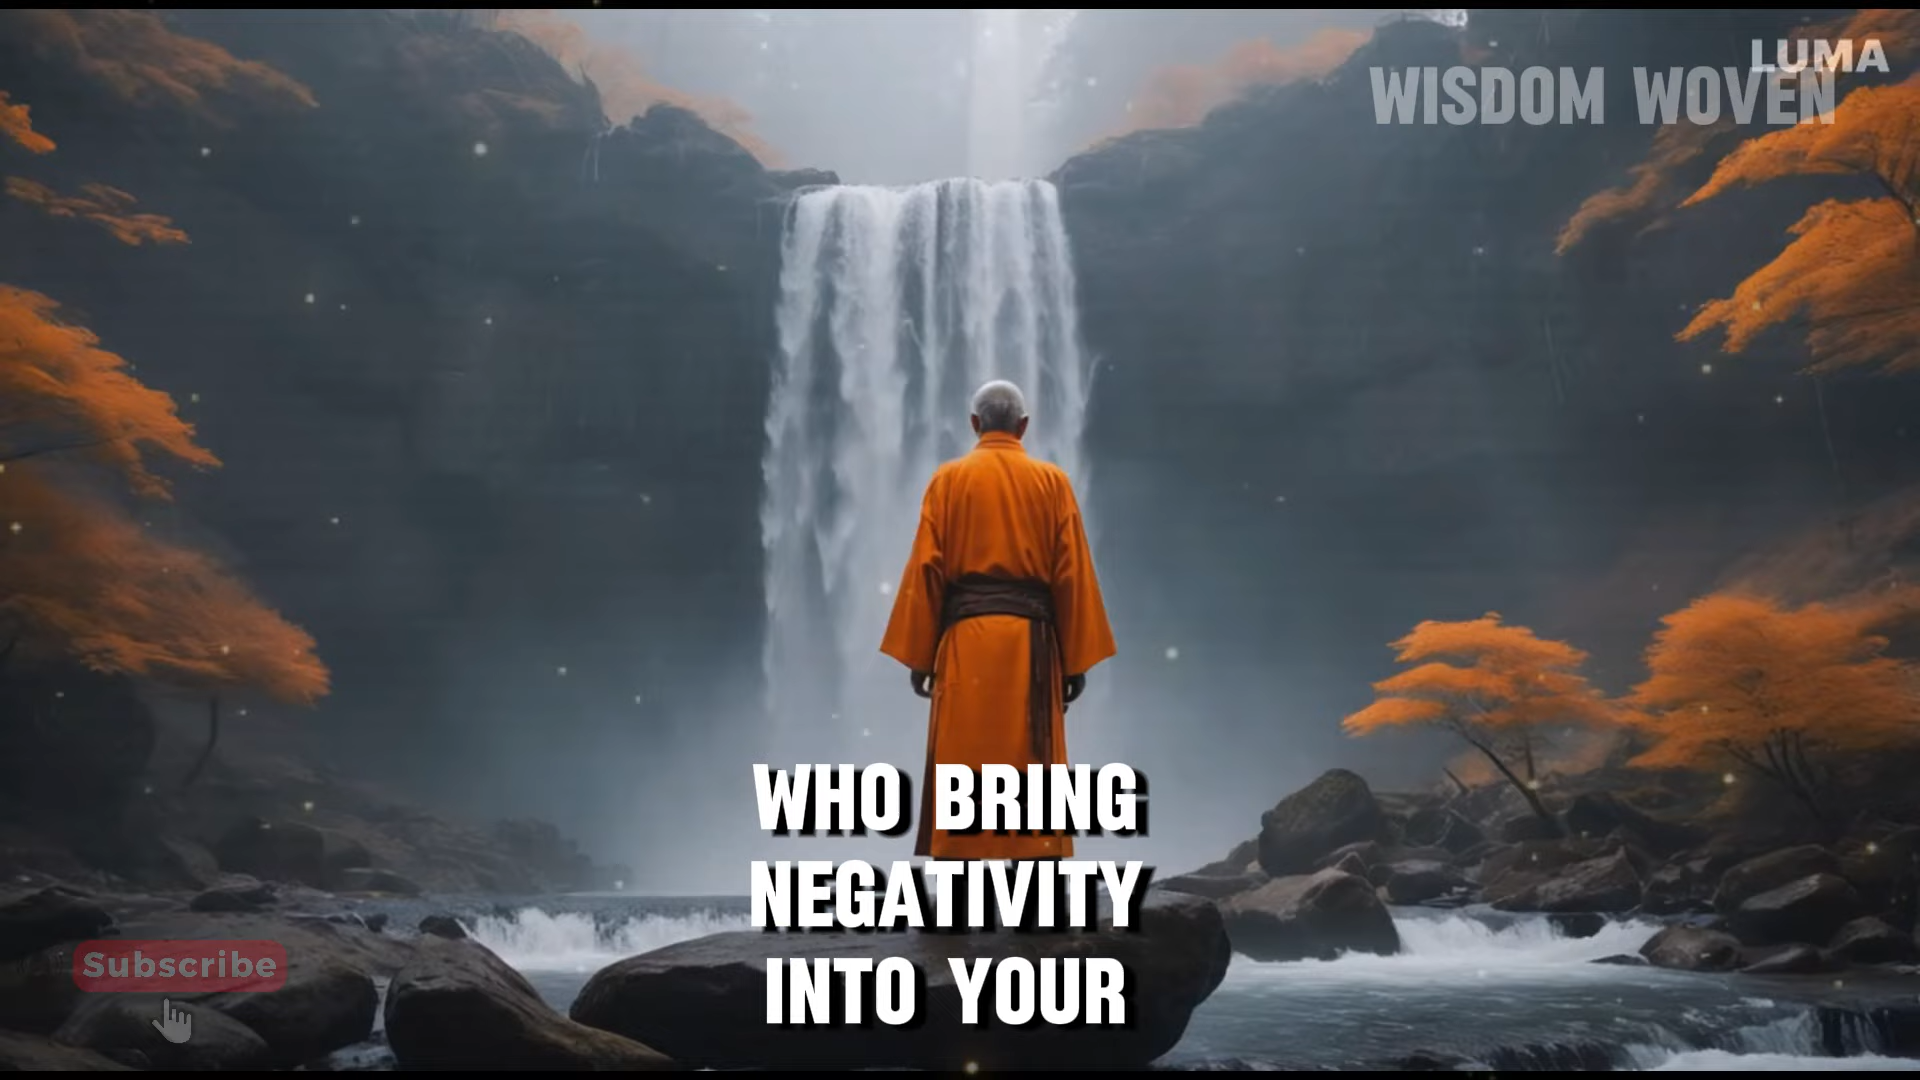 LUMA
WISDOM WOVEN
WHO BRING
NEGATIVITY
INTO YOUR
Subscribe